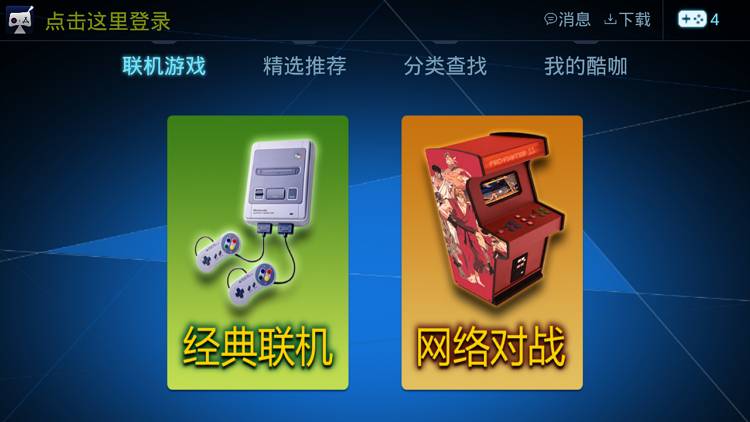 点击这里登录
消息
下载
4
联机游戏
精选推荐
分类查找
我的酷咖
经典联机
网络对战